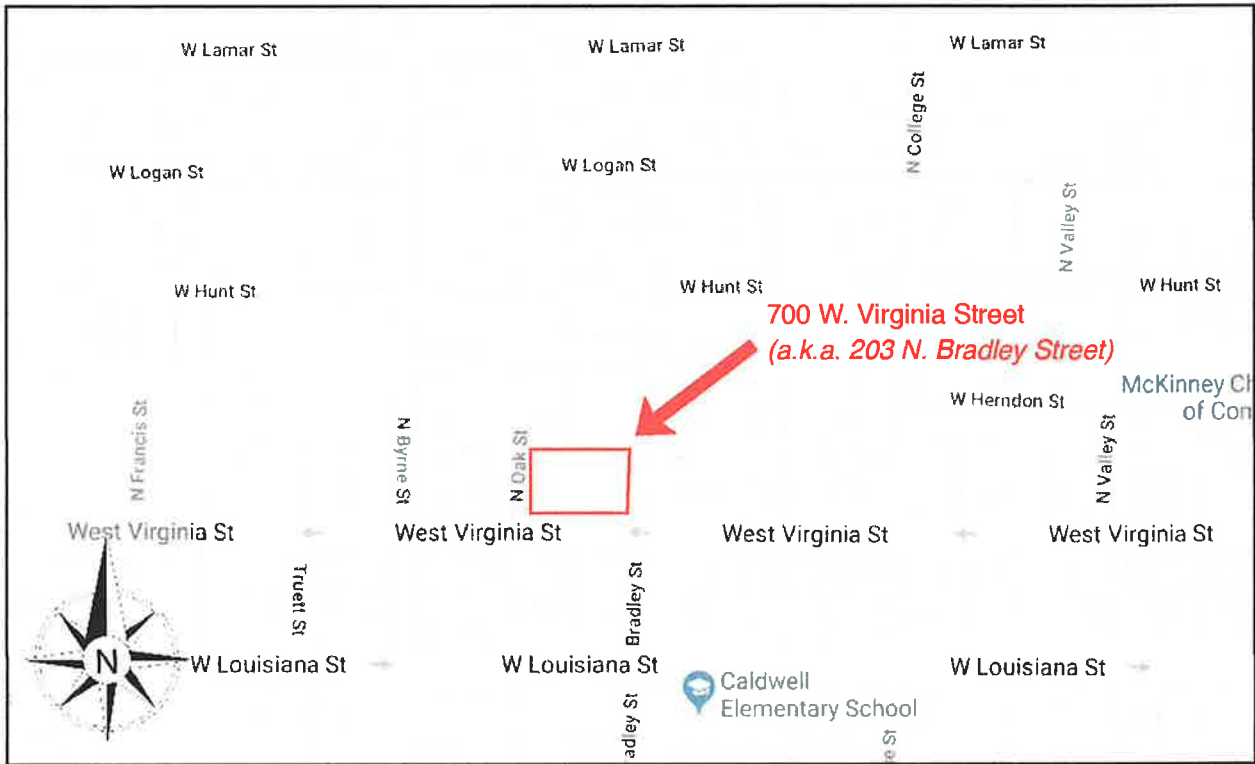 W Lamar St
W Lamar St
W Lamar St
N College St
W Logan St
W Logan St
N Valley St
W Hunt St
W Hunt St
W Hunt St
700 W. Virginia Street
(a.k.a. 203 N. Bradley Street)
McKinney Ch
of Com
W Herndon St
N Francis St
N Byrne St
N Oak St
N Valley St
West Virginia St
West Virginia St
West Virginia St
West Virginia St
Truett St
Bradley St
N
W Louisiana St
W Louisiana St
W Louisiana St
Caldwell
Elementary School
adley St
e St